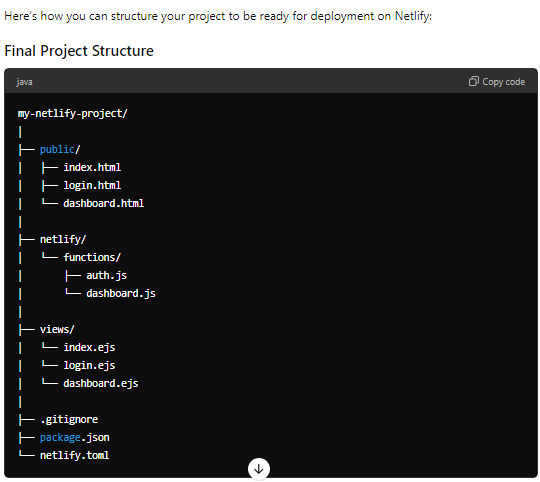 Here's how you can structure your project to be ready for deployment on Netlify:
Final Project Structure
java
Copy code
my-netlify-project/
│
├── public/
│   ├── index.html
│   ├── login.html
│   └── dashboard.html
│
├── netlify/
│   └── functions/
│       ├── auth.js
│       └── dashboard.js
│
├── views/
│   └── index.ejs
│   └── login.ejs
│   └── dashboard.ejs
│
├── .gitignore
├── package.json
└── netlify.toml